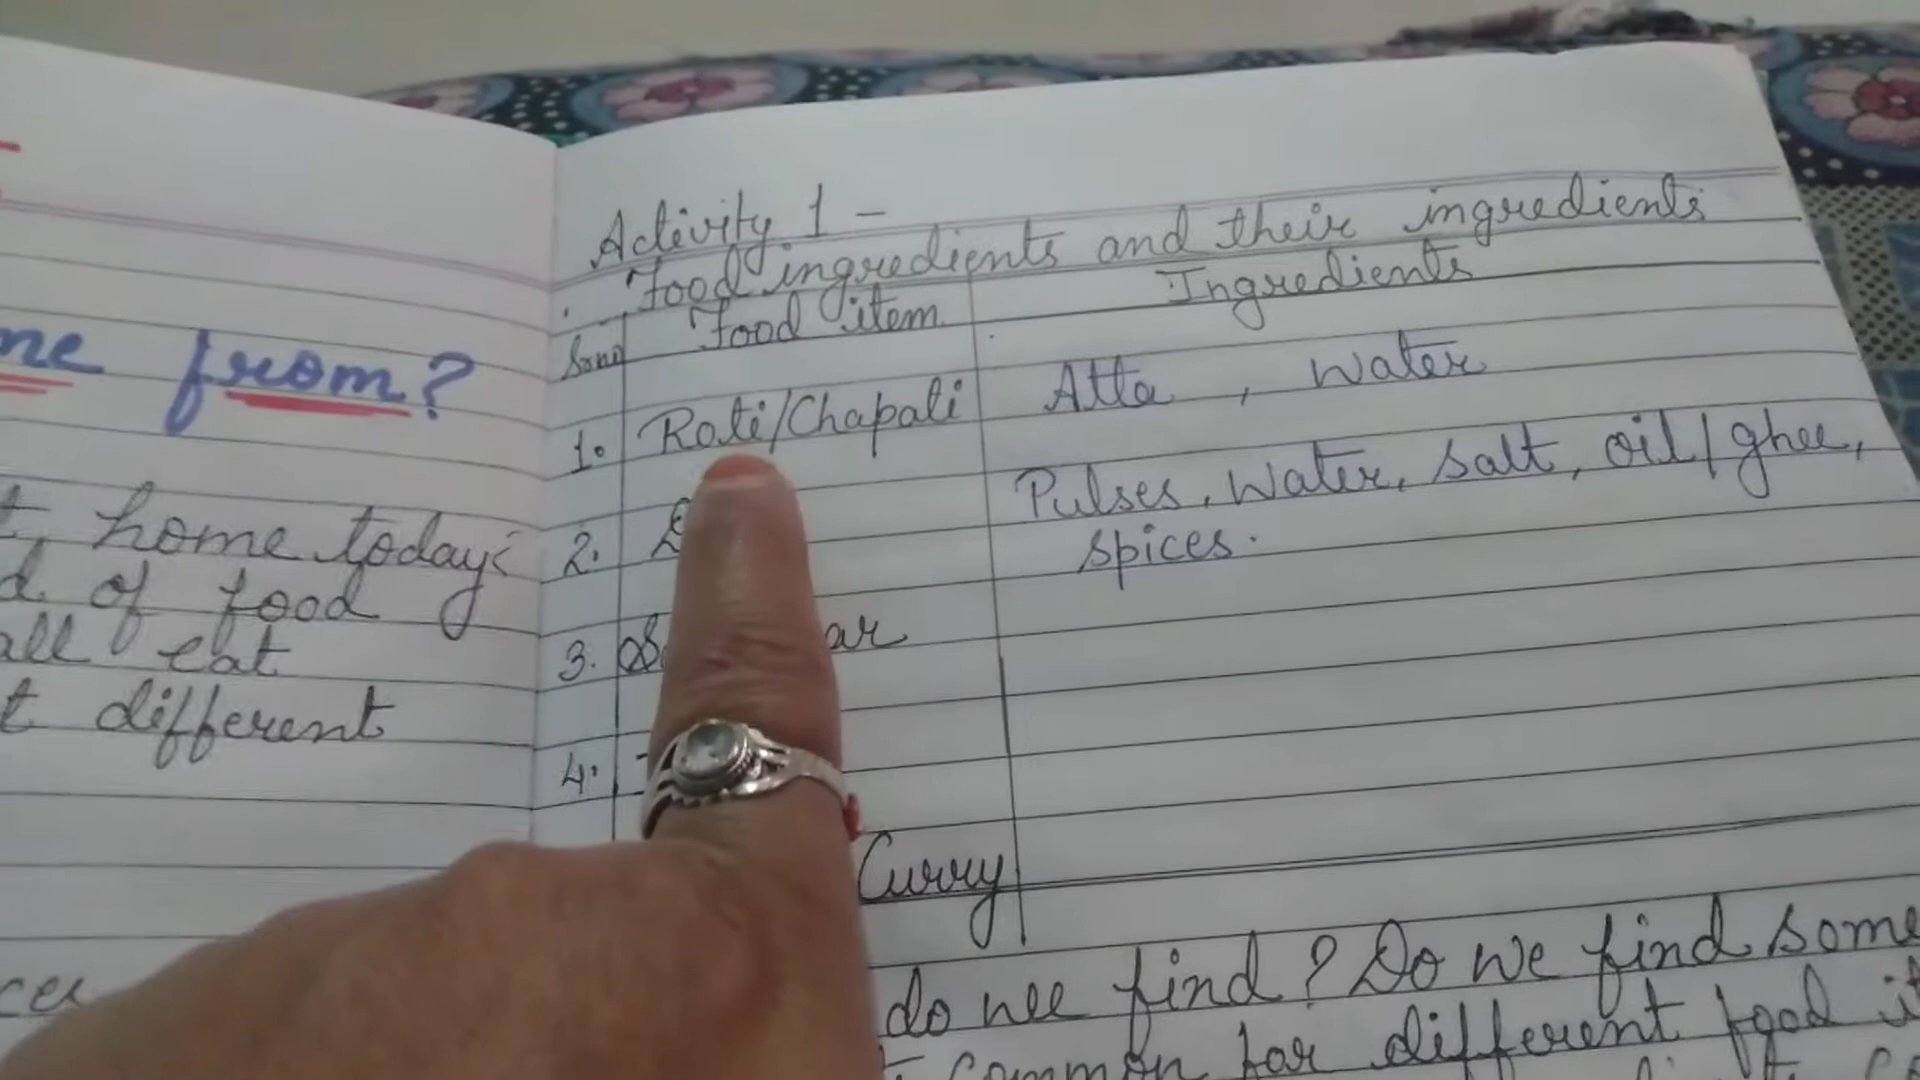 from?
home today
of food
all eat
different
Activity 1 -
Food ingredients and their ingredients
S.no Food item Ingredients
1. Roti/Chapati Atta, Water
2. Pulses, Water, salt, oil/ghee,
spices.
3.
4.
Curry
do we find? Do we find some
common for different food